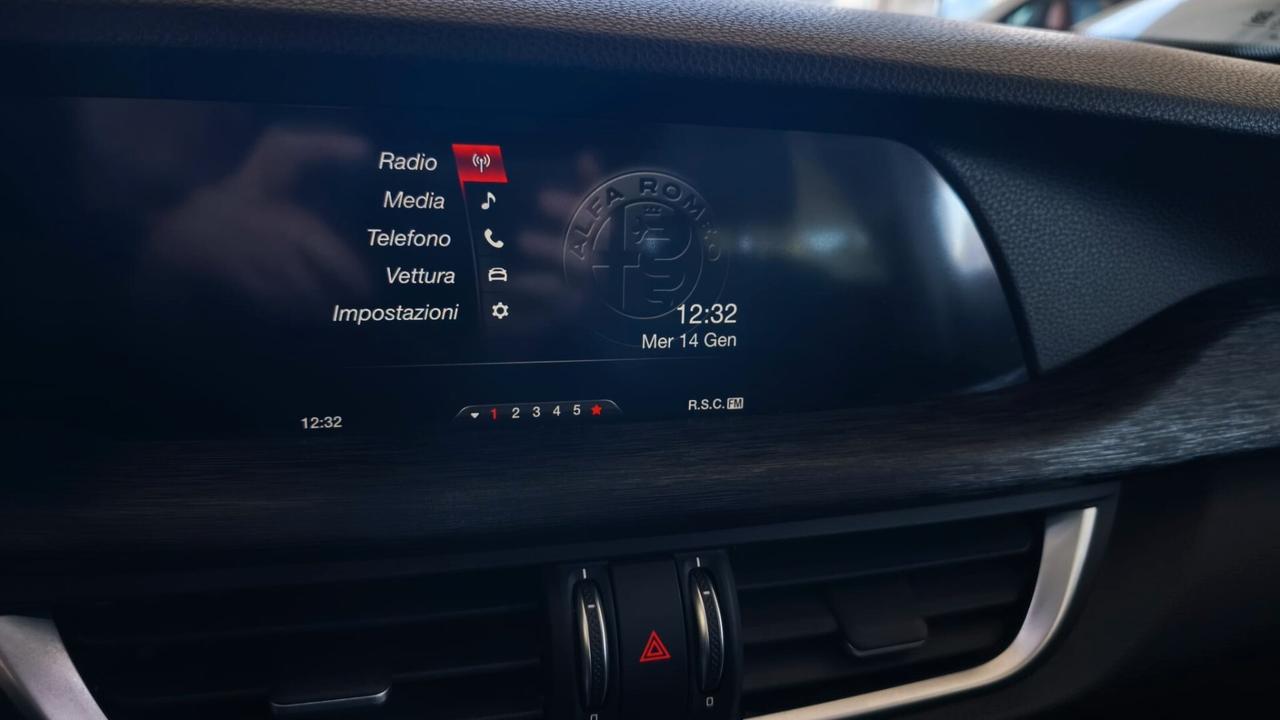 Radio
Media
Telefono
Vettura
Impostazioni
ALFA ROMEO
12:32
Mer 14 Gen
12:32
1 2 3 4 5
R.S.C. FM